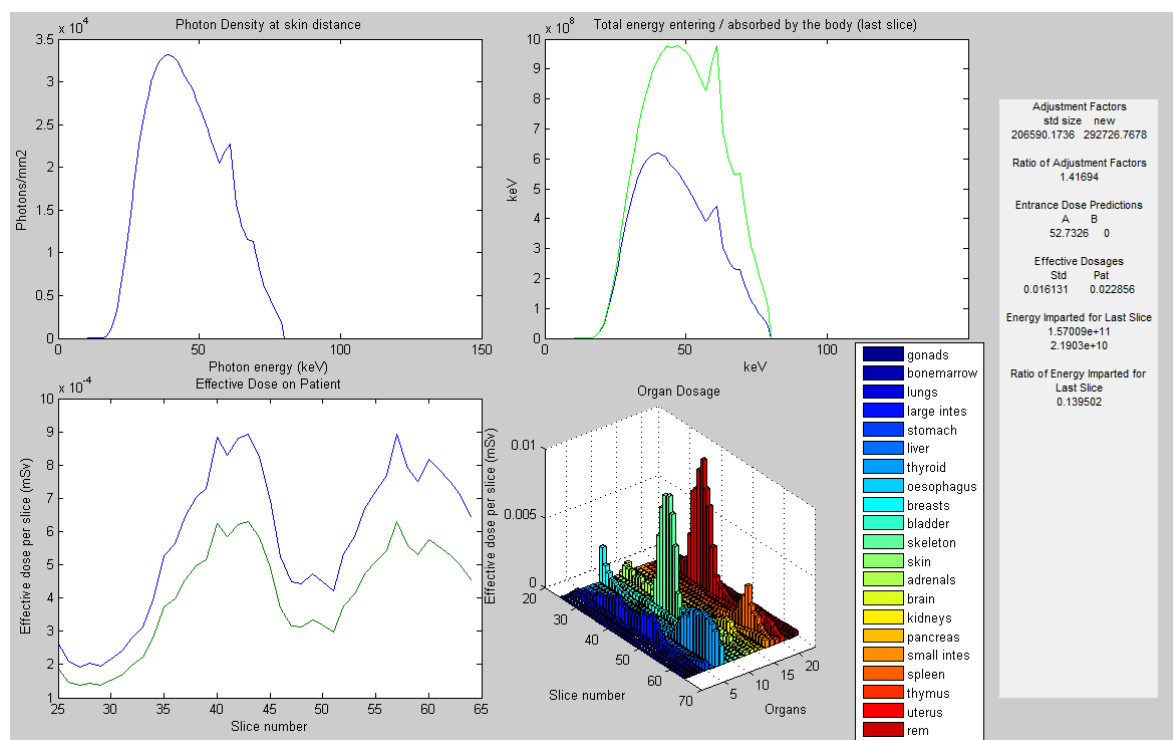 Photon Density at skin distance
x 10^4
3.5
3
2.5
2
1.5
1
0.5
0
Photons/mm2
0 50 100 150
Photon energy (keV)
Total energy entering / absorbed by the body (last slice)
x 10^8
10
9
8
7
6
5
4
3
2
1
0
keV
0 50 100
keV
Adjustment Factors
std size new
206590.1736 292726.7678
Ratio of Adjustment Factors
1.41694
Entrance Dose Predictions
A B
52.7326 0
Effective Dosages
Std Pat
0.016131 0.022856
Energy Imparted for Last Slice
1.57009e+11
2.1903e+10
Ratio of Energy Imparted for
Last Slice
0.139502
Effective Dose on Patient
x 10^-4
10
9
8
7
6
5
4
3
2
1
Effective dose per slice (mSv)
25 30 35 40 45 50 55 60 65
Slice number
Organ Dosage
0.01
0.005
0
Effective dose per slice (mSv)
20
30
40
50
60
70
Slice number
5
10
15
20
Organs
gonads
bonemarrow
lungs
large intes
stomach
liver
thyroid
oesophagus
breasts
bladder
skeleton
skin
adrenals
brain
kidneys
pancreas
small intes
spleen
thymus
uterus
rem